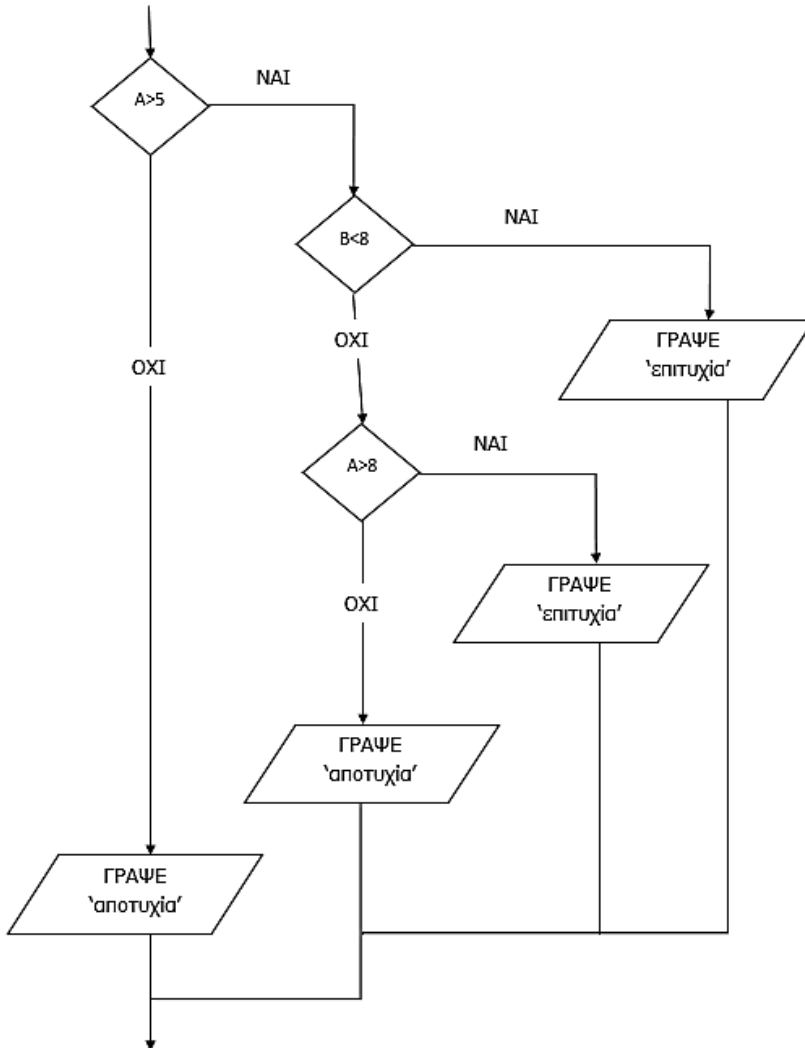 Α>5
ΝΑΙ
Β<8
ΝΑΙ
ΟΧΙ
ΓΡΑΨΕ
‘επιτυχία’
ΟΧΙ
Α>8
ΝΑΙ
ΓΡΑΨΕ
‘επιτυχία’
ΟΧΙ
ΓΡΑΨΕ
‘αποτυχία’
ΓΡΑΨΕ
‘αποτυχία’